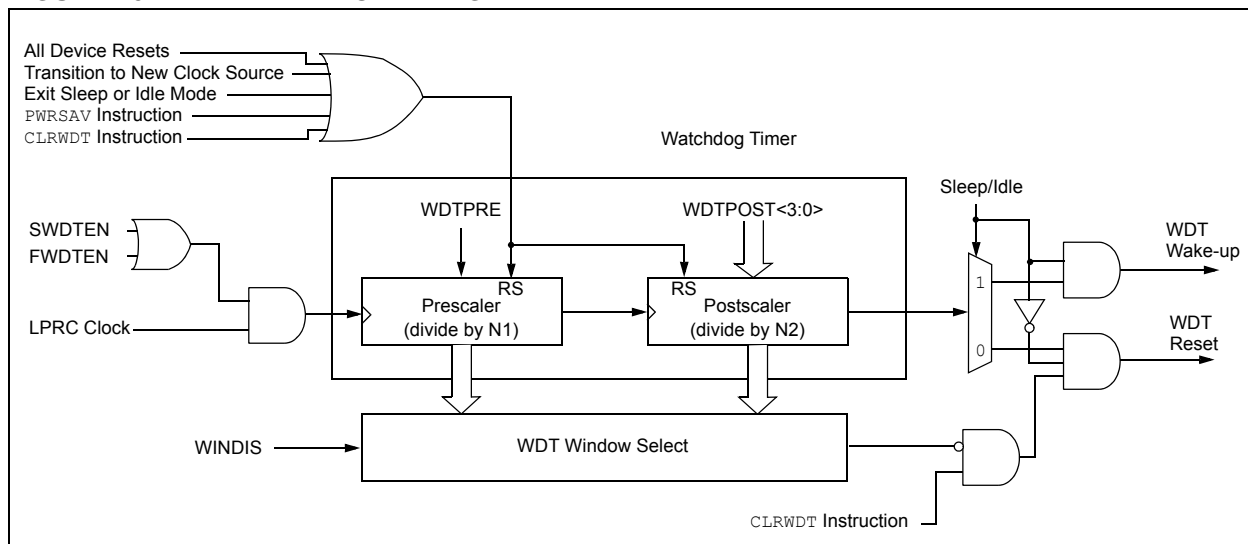 All Device Resets
Transition to New Clock Source
Exit Sleep or Idle Mode
PWRSAV Instruction
CLRWDT Instruction
Watchdog Timer
Sleep/Idle
WDTPRE
WDTPOST<3:0>
SWDTEN
FWDTEN
WDT
Wake-up
RS
RS
1
Prescaler
(divide by N1)
Postscaler
(divide by N2)
LPRC Clock
WDT
Reset
0
WINDIS
WDT Window Select
CLRWDT Instruction